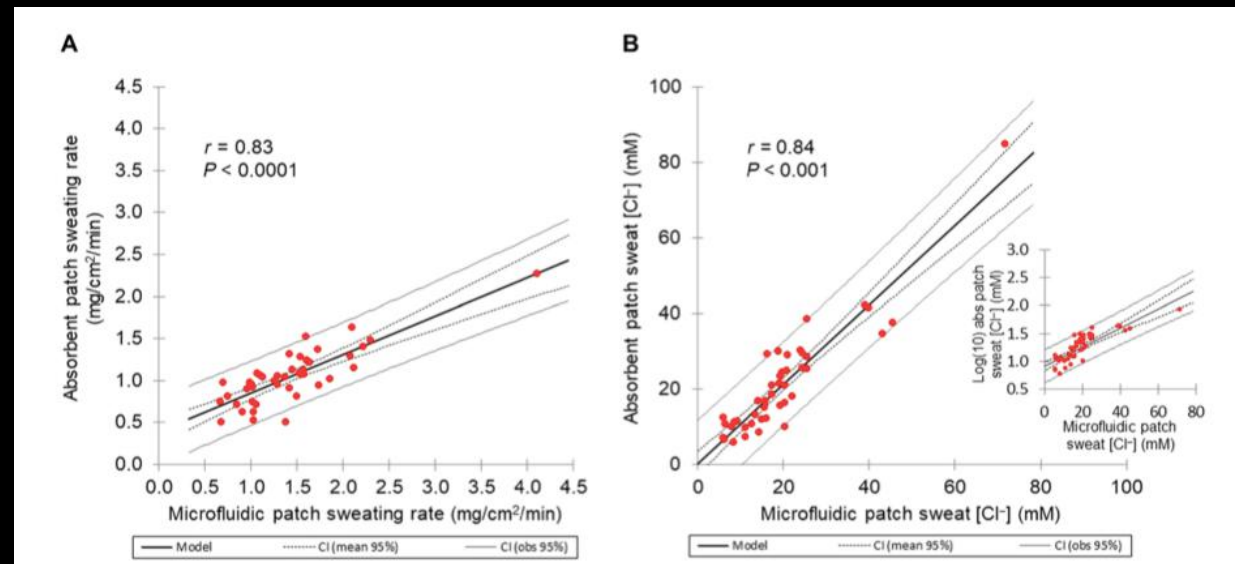 A
Absorbent patch sweating rate
(mg/cm²/min)
4.5
4.0
3.5
3.0
2.5
2.0
1.5
1.0
0.5
0.0
r = 0.83
P < 0.0001
0.0 0.5 1.0 1.5 2.0 2.5 3.0 3.5 4.0 4.5
Microfluidic patch sweating rate (mg/cm²/min)
Model CI (mean 95%) CI (obs 95%)
B
Absorbent patch sweat [Cl⁻] (mM)
100
80
60
40
20
0
r = 0.84
P < 0.001
0 20 40 60 80 100
Microfluidic patch sweat [Cl⁻] (mM)
Log(10) abs patch
sweat [Cl⁻] (mM)
3.0
2.5
2.0
1.5
1.0
0.5
0 20 40 60 80
Microfluidic patch
sweat [Cl⁻] (mM)
Model CI (mean 95%) CI (obs 95%)